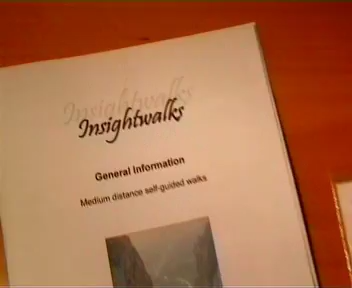 Insightwalks
General Information
Medium distance self-guided walks